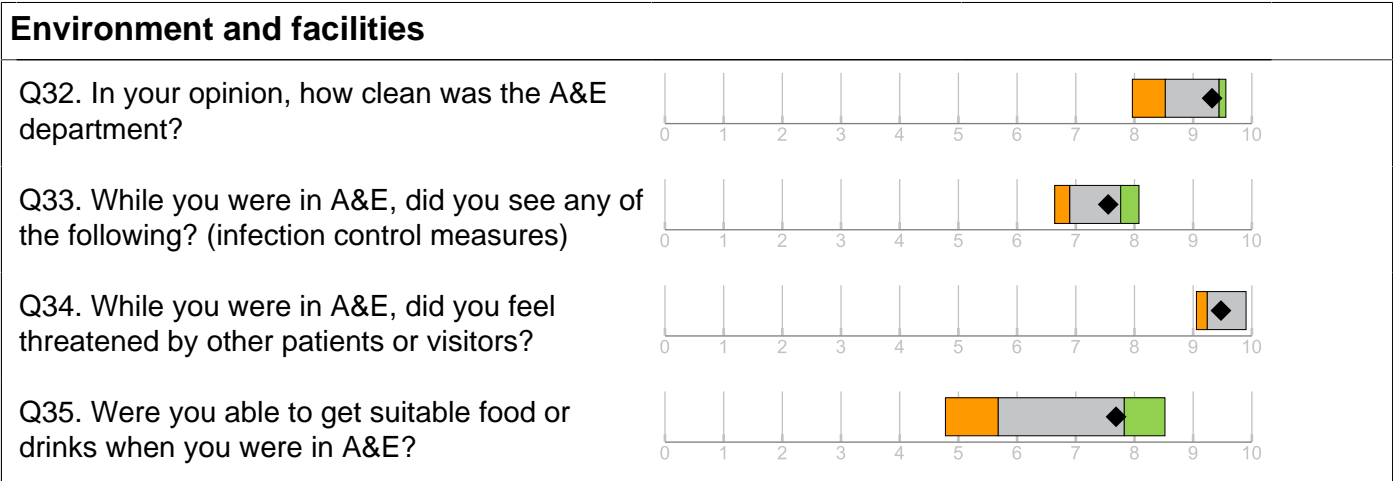 Environment and facilities
Q32. In your opinion, how clean was the A&E
department?
0 1 2 3 4 5 6 7 8 9 10
Q33. While you were in A&E, did you see any of
the following? (infection control measures)
0 1 2 3 4 5 6 7 8 9 10
Q34. While you were in A&E, did you feel
threatened by other patients or visitors?
0 1 2 3 4 5 6 7 8 9 10
Q35. Were you able to get suitable food or
drinks when you were in A&E?
0 1 2 3 4 5 6 7 8 9 10